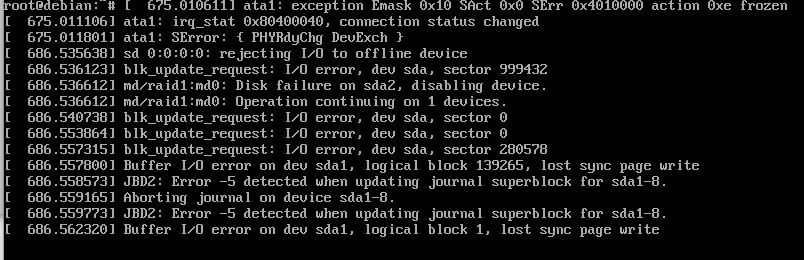 root@debian:~# [  675.010611] ata1: exception Emask 0x10 SAct 0x0 SErr 0x4010000 action 0xe frozen
[  675.011106] ata1: irq_stat 0x80400040, connection status changed
[  675.011801] ata1: SError: { PHYRdyChg DevExch }
[  686.535638] sd 0:0:0:0: rejecting I/O to offline device
[  686.536123] blk_update_request: I/O error, dev sda, sector 999432
[  686.536612] md/raid1:md0: Disk failure on sda2, disabling device.
[  686.536612] md/raid1:md0: Operation continuing on 1 devices.
[  686.540738] blk_update_request: I/O error, dev sda, sector 0
[  686.553864] blk_update_request: I/O error, dev sda, sector 0
[  686.557315] blk_update_request: I/O error, dev sda, sector 280578
[  686.557800] Buffer I/O error on dev sda1, logical block 139265, lost sync page write
[  686.558573] JBD2: Error -5 detected when updating journal superblock for sda1-8.
[  686.559165] Aborting journal on device sda1-8.
[  686.559773] JBD2: Error -5 detected when updating journal superblock for sda1-8.
[  686.562320] Buffer I/O error on dev sda1, logical block 1, lost sync page write